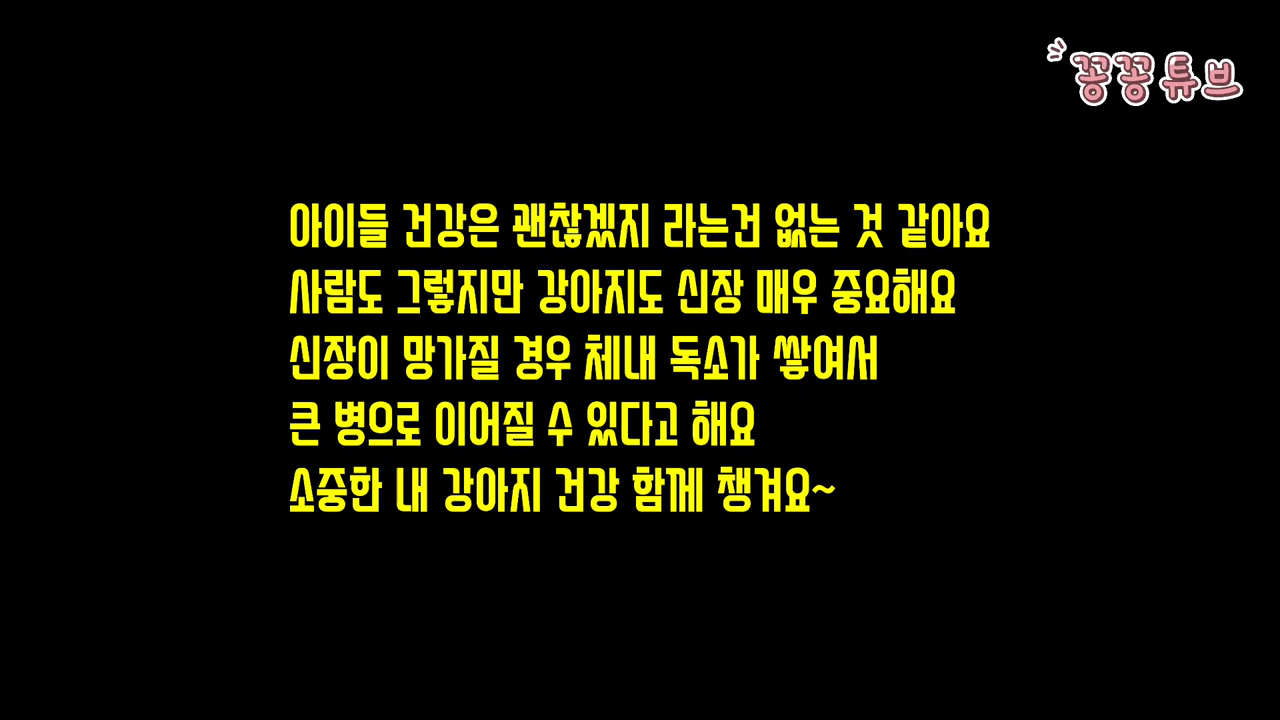 꽁꽁튜브
아이들 건강은 괜찮겠지 라는건 없는 것 같아요
사람도 그렇지만 강아지도 신장 매우 중요해요
신장이 망가질 경우 체내 독소가 쌓여서
큰 병으로 이어질 수 있다고 해요
소중한 내 강아지 건강 함께 챙겨요~